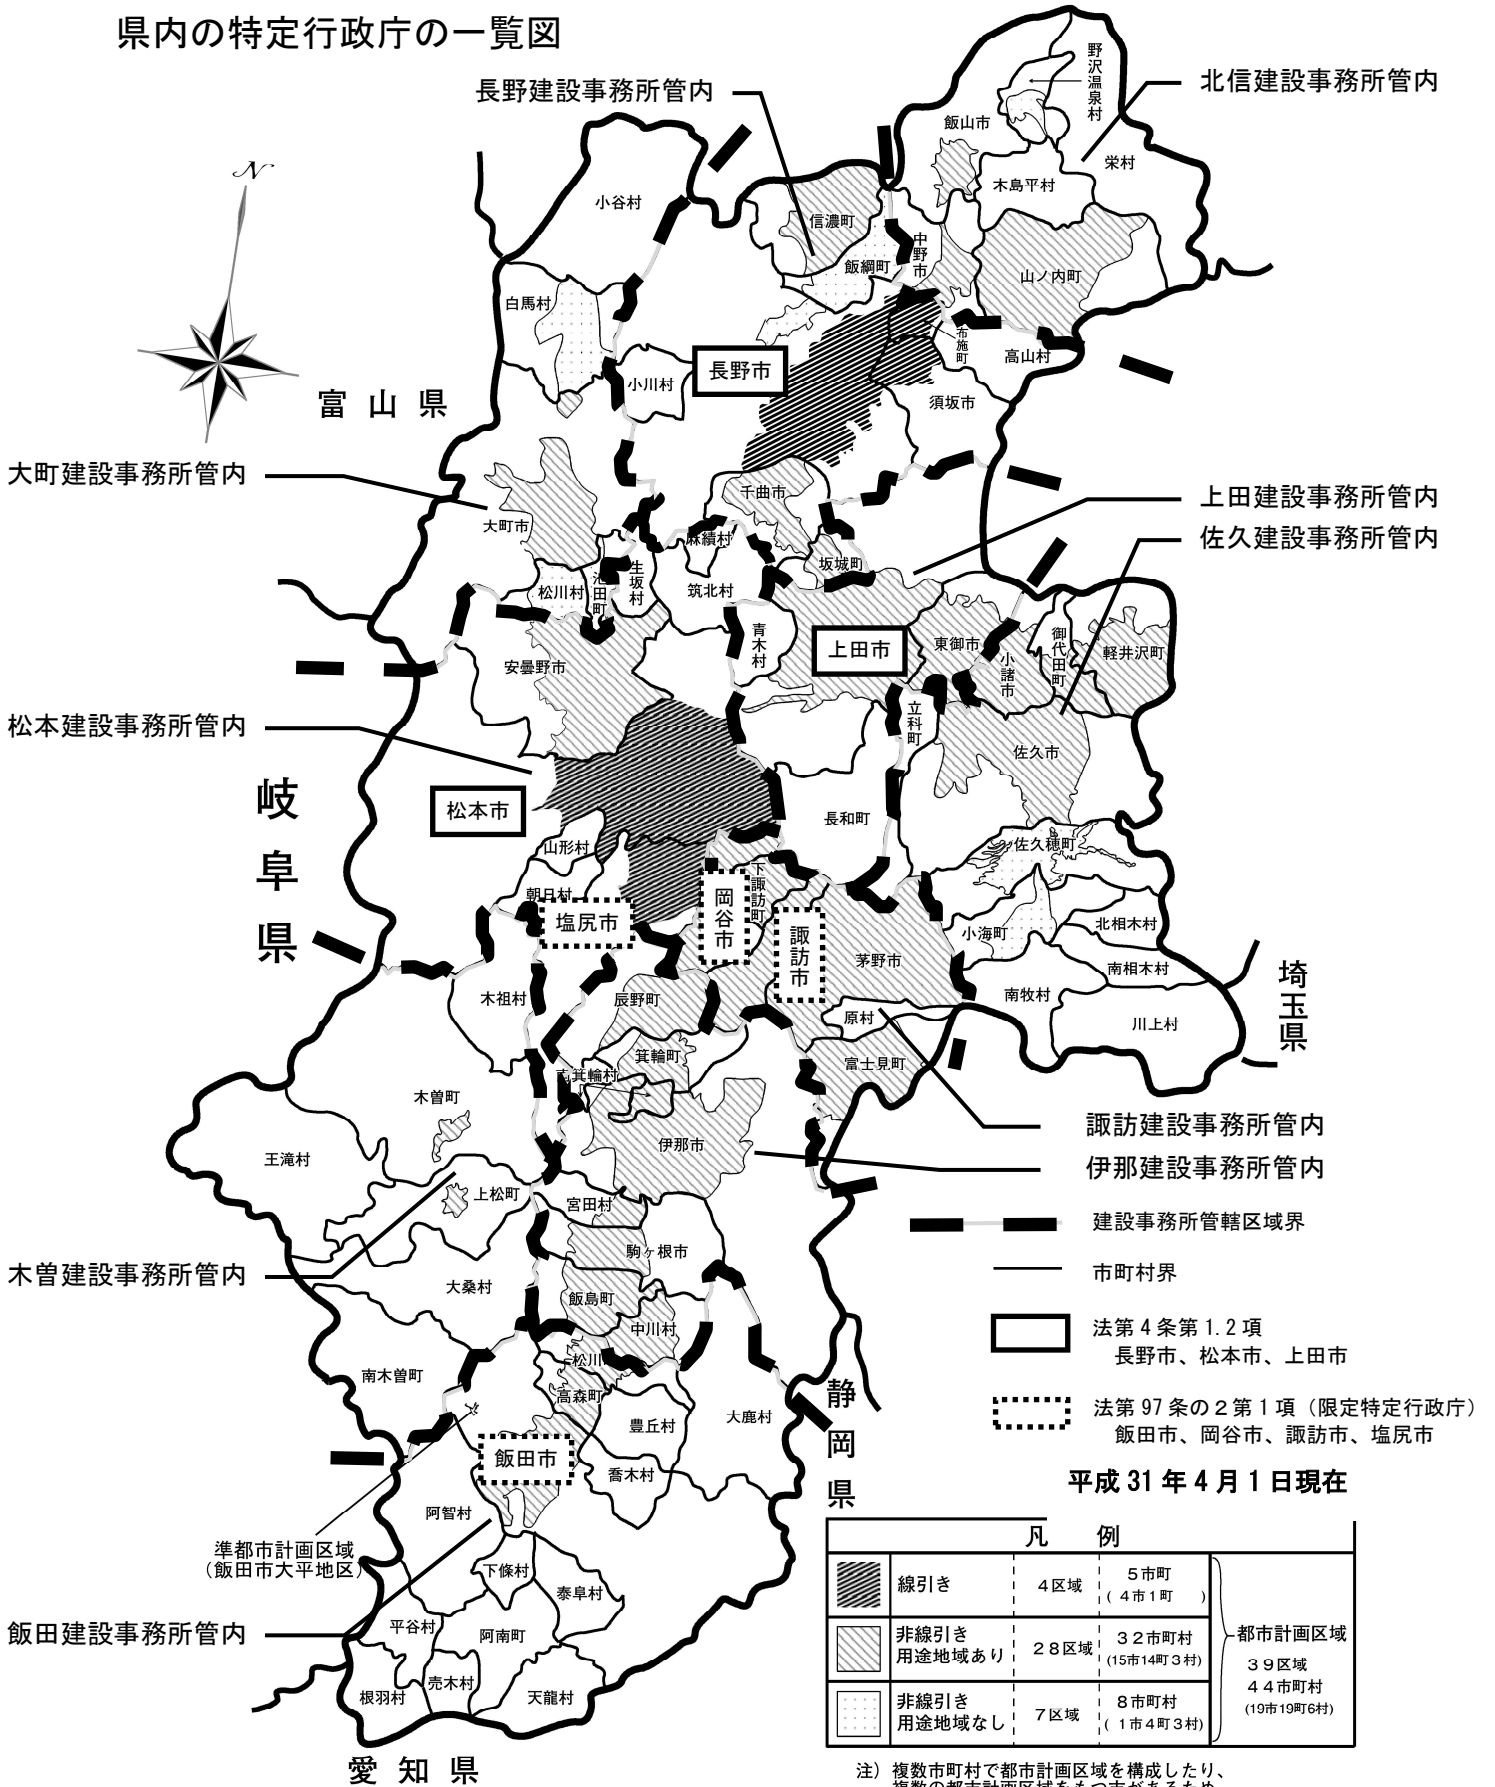 県内の特定行政庁の一覧図
長野建設事務所管内
北信建設事務所管内
野沢温泉村
飯山市
栄村
木島平村
小谷村
信濃町
中野市
飯綱町
山ノ内町
白馬村
布施町
高山村
長野市
小川村
須坂市
富山県
大町建設事務所管内
千曲市
上田建設事務所管内
大町市
麻績村
佐久建設事務所管内
坂城町
松川村
池田町
生坂村
筑北村
青木村
上田市
東御市
小諸市
御代田町
軽井沢町
安曇野市
松本建設事務所管内
立科町
佐久市
岐阜県
松本市
長和町
山形村
佐久穂町
朝日村
下諏訪町
塩尻市
岡谷市
諏訪市
小海町
北相木村
茅野市
南相木村
埼玉県
木祖村
辰野町
南牧村
原村
川上村
箕輪町
富士見町
南箕輪村
木曽町
諏訪建設事務所管内
伊那市
王滝村
伊那建設事務所管内
上松町
宮田村
建設事務所管轄区域界
駒ヶ根市
木曽建設事務所管内
市町村界
大桑村
飯島町
中川村
法第4条第1.2項
長野市、松本市、上田市
松川
南木曽町
高森町
静岡県
大鹿村
豊丘村
法第97条の2第1項（限定特定行政庁）
飯田市、岡谷市、諏訪市、塩尻市
飯田市
喬木村
平成31年4月1日現在
阿智村
準都市計画区域
（飯田市大平地区）
凡 例
線引き 4区域 5市町
( 4市1町 )
非線引き
用途地域あり 28区域 32市町村
(15市14町3村)
非線引き
用途地域なし 7区域 8市町村
( 1市4町3村)
都市計画区域
39区域
44市町村
(19市19町6村)
下條村
泰阜村
飯田建設事務所管内
平谷村
阿南町
売木村
根羽村
天龍村
愛知県
注）複数市町村で都市計画区域を構成したり、